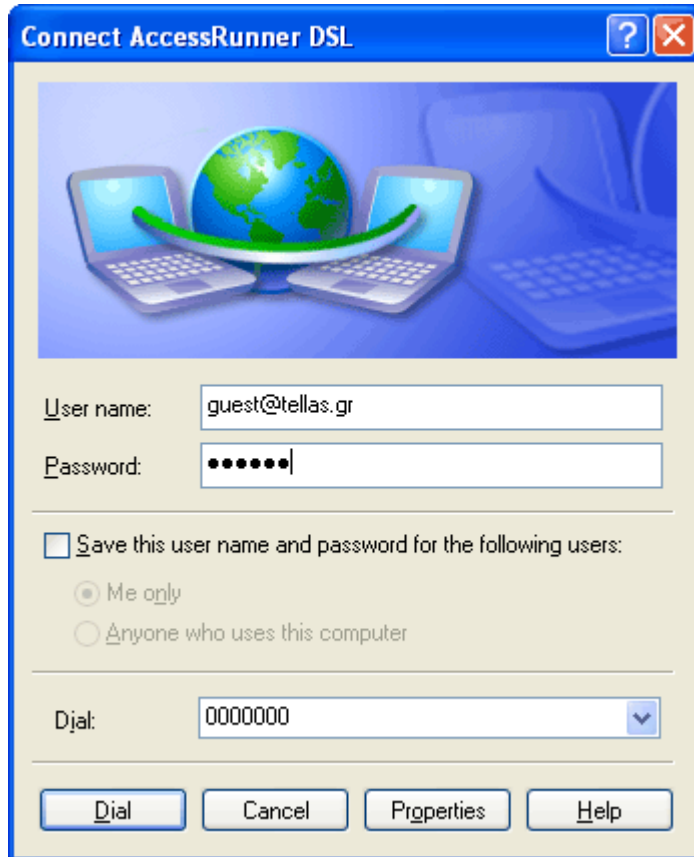 Connect AccessRunner DSL
User name: guest@tellas.gr
Password: ●●●●●●
Save this user name and password for the following users:
Me only
Anyone who uses this computer
Dial: 0000000
Dial Cancel Properties Help